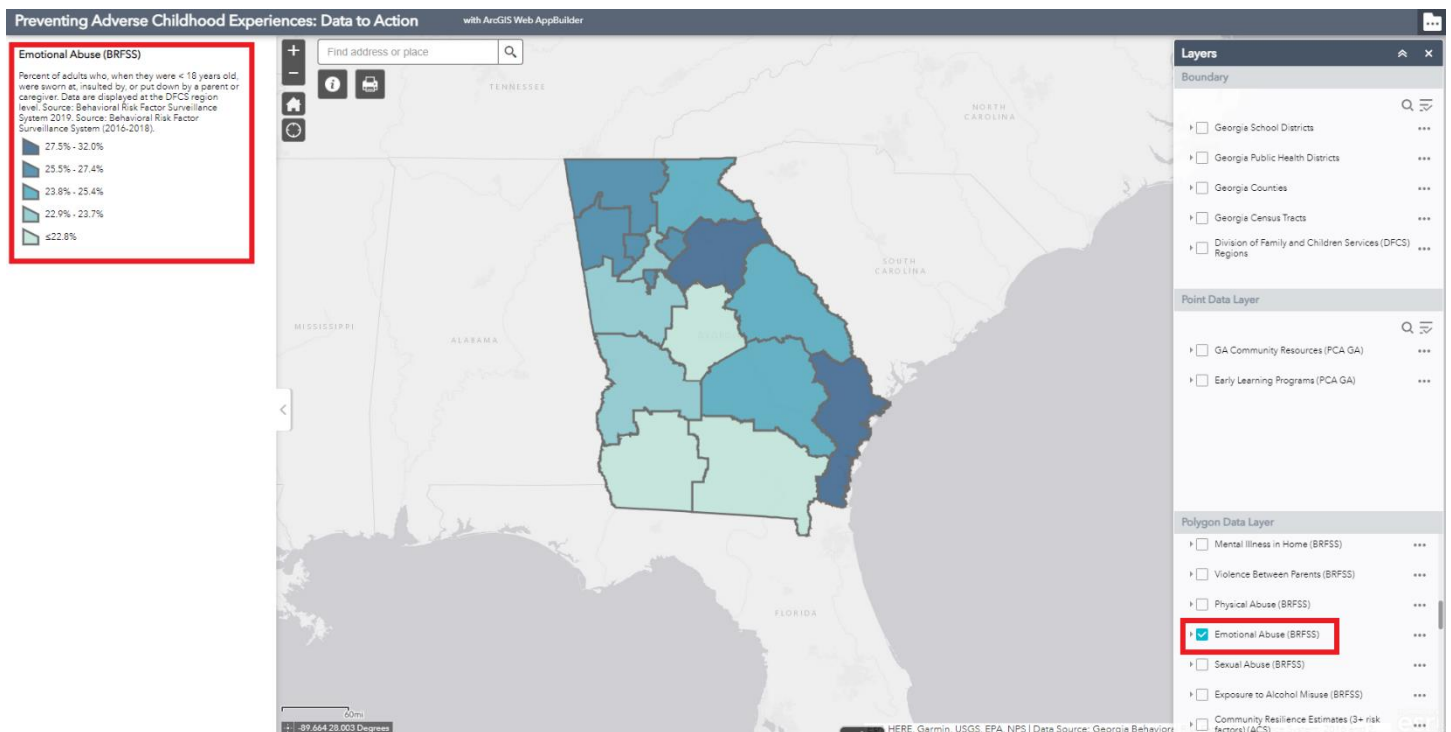 Preventing Adverse Childhood Experiences: Data to Action
with ArcGIS Web AppBuilder
Emotional Abuse (BRFSS)
Percent of adults who, when they were < 18 years old,
were sworn at, insulted by, or put down by a parent or
caregiver. Data are displayed at the DFCS region
level. Source: Behavioral Risk Factor Surveillance
System 2019. Source: Behavioral Risk Factor
Surveillance System (2016-2018).
27.5% - 32.0%
25.5% - 27.4%
23.8% - 25.4%
22.9% - 23.7%
≤22.8%
+
Find address or place
−
TENNESSEE
NORTH
CAROLINA
SOUTH
CAROLINA
MISSISSIPPI
ALABAMA
FLORIDA
60mi
-89.664 28.003 Degrees
HERE, Garmin, USGS, EPA, NPS | Data Source: Georgia Behavior
Layers
Boundary
Georgia School Districts
Georgia Public Health Districts
Georgia Counties
Georgia Census Tracts
Division of Family and Children Services (DFCS)
Regions
Point Data Layer
GA Community Resources (PCA GA)
Early Learning Programs (PCA GA)
Polygon Data Layer
Mental Illness in Home (BRFSS)
Violence Between Parents (BRFSS)
Physical Abuse (BRFSS)
Emotional Abuse (BRFSS)
Sexual Abuse (BRFSS)
Exposure to Alcohol Misuse (BRFSS)
Community Resilience Estimates (3+ risk
factors) (ACS)